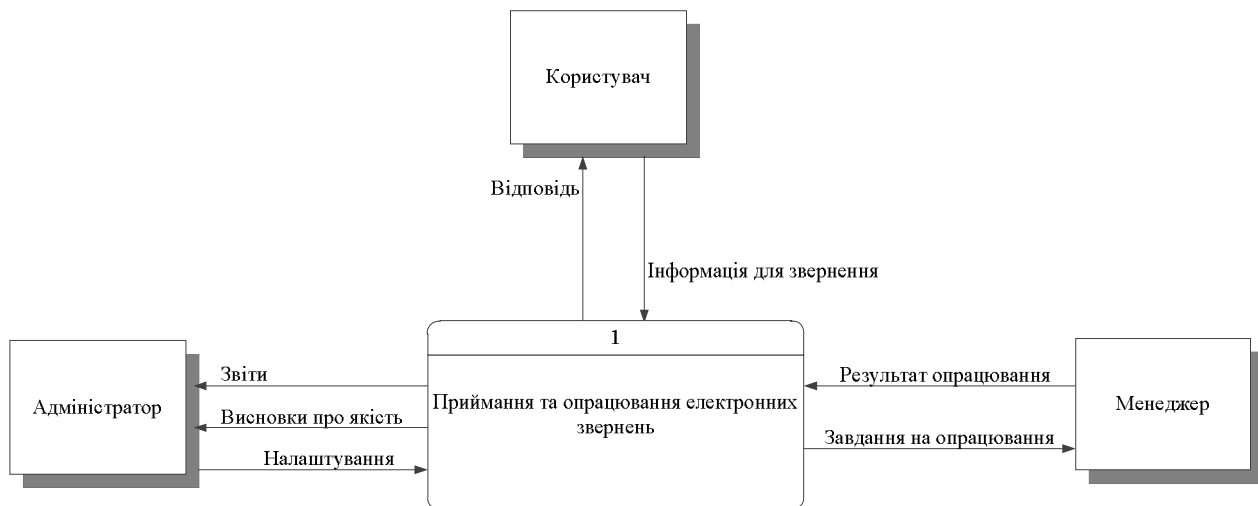 Користувач
Відповідь
Інформація для звернення
1
Приймання та опрацювання електронних
звернень
Адміністратор
Звіти
Висновки про якість
Налаштування
Результат опрацювання
Завдання на опрацювання
Менеджер